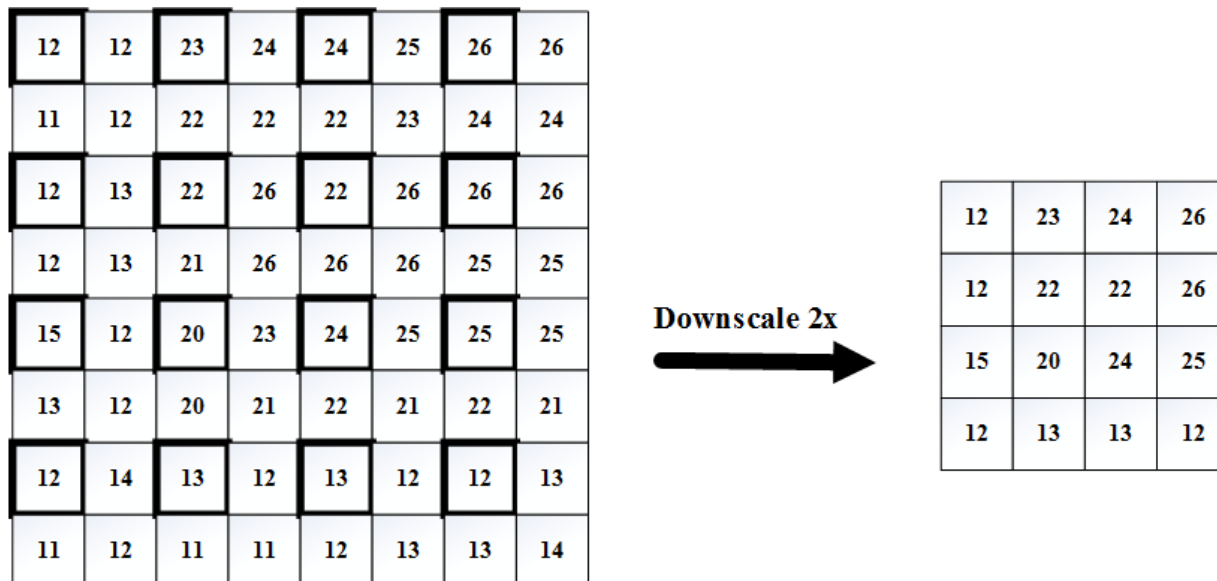 12 12 23 24 24 25 26 26
11 12 22 22 22 23 24 24
12 13 22 26 22 26 26 26
12 13 21 26 26 26 25 25
15 12 20 23 24 25 25 25
13 12 20 21 22 21 22 21
12 14 13 12 13 12 12 13
11 12 11 11 12 13 13 14
Downscale 2x
12 23 24 26
12 22 22 26
15 20 24 25
12 13 13 12